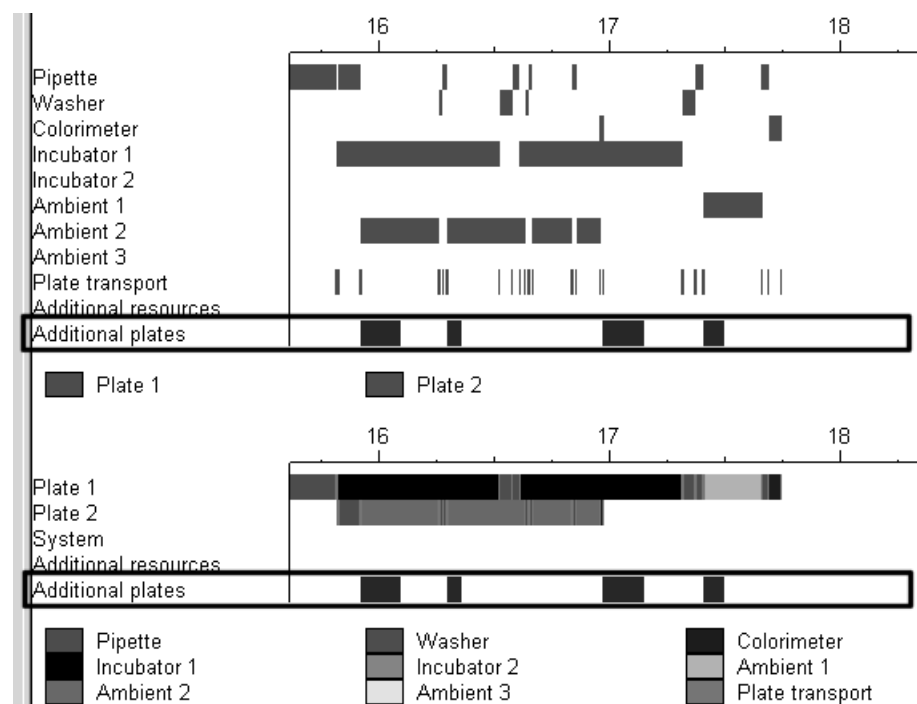 16 17 18
Pipette
Washer
Colorimeter
Incubator 1
Incubator 2
Ambient 1
Ambient 2
Ambient 3
Plate transport
Additional resources
Additional plates
Plate 1 Plate 2
16 17 18
Plate 1
Plate 2
System
Additional resources
Additional plates
Pipette Washer Colorimeter
Incubator 1 Incubator 2 Ambient 1
Ambient 2 Ambient 3 Plate transport